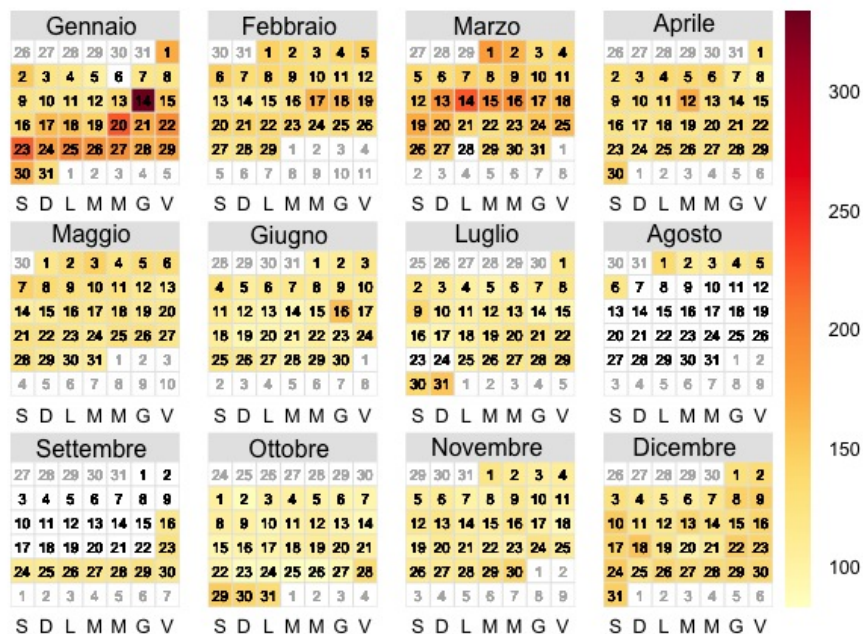 Gennaio Febbraio Marzo Aprile
26 27 28 29 30 31 1 30 31 1 2 3 4 5 27 28 29 1 2 3 4 26 27 28 29 30 31 1
2 3 4 5 6 7 8 6 7 8 9 10 11 12 5 6 7 8 9 10 11 2 3 4 5 6 7 8
9 10 11 12 13 14 15 13 14 15 16 17 18 19 12 13 14 15 16 17 18 9 10 11 12 13 14 15 300
16 17 18 19 20 21 22 20 21 22 23 24 25 26 19 20 21 22 23 24 25 16 17 18 19 20 21 22
23 24 25 26 27 28 29 27 28 29 1 2 3 4 26 27 28 29 30 31 1 23 24 25 26 27 28 29
30 31 1 2 3 4 5 5 6 7 8 9 10 11 2 3 4 5 6 7 8 30 1 2 3 4 5 6
S D L M M G V S D L M M G V S D L M M G V S D L M M G V 250
Maggio Giugno Luglio Agosto
30 1 2 3 4 5 6 28 29 30 31 1 2 3 25 26 27 28 29 30 1 30 31 1 2 3 4 5
7 8 9 10 11 12 13 4 5 6 7 8 9 10 2 3 4 5 6 7 8 6 7 8 9 10 11 12
14 15 16 17 18 19 20 11 12 13 14 15 16 17 9 10 11 12 13 14 15 13 14 15 16 17 18 19
21 22 23 24 25 26 27 18 19 20 21 22 23 24 16 17 18 19 20 21 22 20 21 22 23 24 25 26 200
28 29 30 31 1 2 3 25 26 27 28 29 30 1 23 24 25 26 27 28 29 27 28 29 30 31 1 2
4 5 6 7 8 9 10 2 3 4 5 6 7 8 30 31 1 2 3 4 5 3 4 5 6 7 8 9
S D L M M G V S D L M M G V S D L M M G V S D L M M G V
Settembre Ottobre Novembre Dicembre 150
27 28 29 30 31 1 2 24 25 26 27 28 29 30 29 30 31 1 2 3 4 26 27 28 29 30 1 2
3 4 5 6 7 8 9 1 2 3 4 5 6 7 5 6 7 8 9 10 11 3 4 5 6 7 8 9
10 11 12 13 14 15 16 8 9 10 11 12 13 14 12 13 14 15 16 17 18 10 11 12 13 14 15 16
17 18 19 20 21 22 23 15 16 17 18 19 20 21 19 20 21 22 23 24 25 17 18 19 20 21 22 23
24 25 26 27 28 29 30 22 23 24 25 26 27 28 26 27 28 29 30 1 2 24 25 26 27 28 29 30 100
1 2 3 4 5 6 7 29 30 31 1 2 3 4 3 4 5 6 7 8 9 31 1 2 3 4 5 6
S D L M M G V S D L M M G V S D L M M G V S D L M M G V